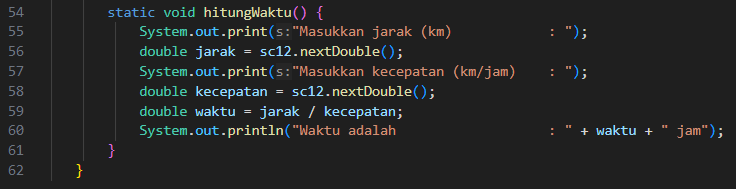 54 static void hitungWaktu() {
55 System.out.print(s:"Masukkan jarak (km)            : ");
56 double jarak = sc12.nextDouble();
57 System.out.print(s:"Masukkan kecepatan (km/jam)    : ");
58 double kecepatan = sc12.nextDouble();
59 double waktu = jarak / kecepatan;
60 System.out.println("Waktu adalah                   : " + waktu + " jam");
61 }
62 }